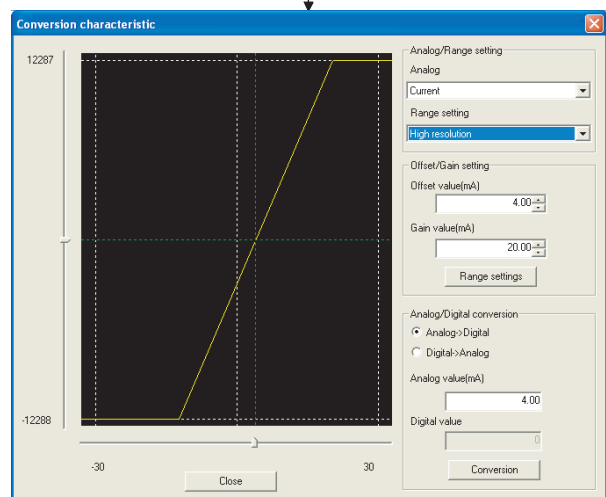 Conversion characteristic
12287
-12288
-30
30
Close
Analog/Range setting
Analog
Current
Range setting
High resolution
Offset/Gain setting
Offset value(mA)
4.00
Gain value(mA)
20.00
Range settings
Analog/Digital conversion
Analog->Digital
Digital->Analog
Analog value(mA)
4.00
Digital value
0
Conversion